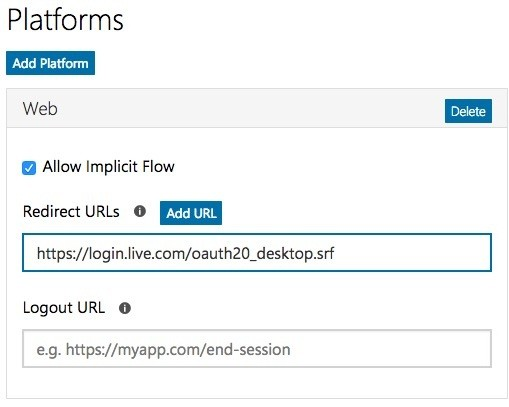 Platforms
Add Platform
Web Delete
Allow Implicit Flow
Redirect URLs Add URL
https://login.live.com/oauth20_desktop.srf
Logout URL
e.g. https://myapp.com/end-session